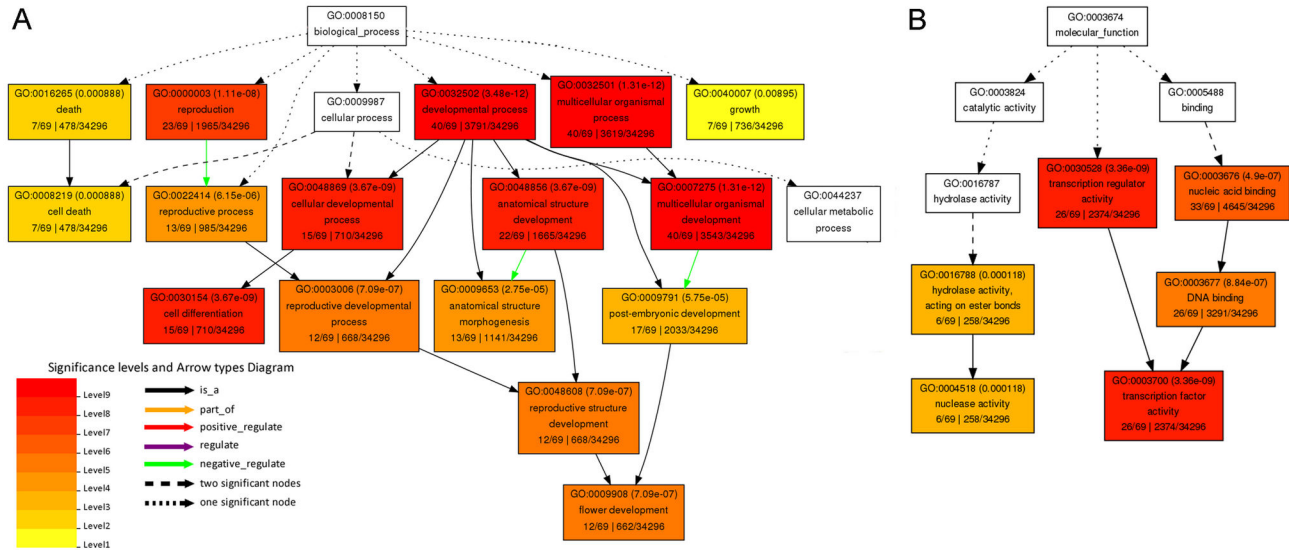 A
GO:0008150
biological_process
GO:0016265 (0.000888)
death
7/69 | 478/34296
GO:0000003 (1.11e-08)
reproduction
23/69 | 1965/34296
GO:0009987
cellular process
GO:0032502 (3.48e-12)
developmental process
40/69 | 3791/34296
GO:0032501 (1.31e-12)
multicellular organismal
process
40/69 | 3619/34296
GO:0040007 (0.00895)
growth
7/69 | 736/34296
GO:0008219 (0.000888)
cell death
7/69 | 478/34296
GO:0022414 (6.15e-06)
reproductive process
13/69 | 985/34296
GO:0048869 (3.67e-09)
cellular developmental
process
15/69 | 710/34296
GO:0048856 (3.67e-09)
anatomical structure
development
22/69 | 1665/34296
GO:0007275 (1.31e-12)
multicellular organismal
development
40/69 | 3543/34296
GO:0044237
cellular metabolic
process
GO:0030154 (3.67e-09)
cell differentiation
15/69 | 710/34296
GO:0003006 (7.09e-07)
reproductive developmental
process
12/69 | 668/34296
GO:0009653 (2.75e-05)
anatomical structure
morphogenesis
13/69 | 1141/34296
GO:0009791 (5.75e-05)
post-embryonic development
17/69 | 2033/34296
GO:0048608 (7.09e-07)
reproductive structure
development
12/69 | 668/34296
GO:0009908 (7.09e-07)
flower development
12/69 | 662/34296
Significance levels and Arrow types Diagram
Level9
Level8
Level7
Level6
Level5
Level4
Level3
Level2
Level1
is_a
part_of
positive_regulate
regulate
negative_regulate
two significant nodes
one significant node
B
GO:0003674
molecular_function
GO:0003824
catalytic activity
GO:0005488
binding
GO:0016787
hydrolase activity
GO:0030528 (3.36e-09)
transcription regulator
activity
26/69 | 2374/34296
GO:0003676 (4.9e-07)
nucleic acid binding
33/69 | 4645/34296
GO:0016788 (0.000118)
hydrolase activity,
acting on ester bonds
6/69 | 258/34296
GO:0003677 (8.84e-07)
DNA binding
26/69 | 3291/34296
GO:0004518 (0.000118)
nuclease activity
6/69 | 258/34296
GO:0003700 (3.36e-09)
transcription factor
activity
26/69 | 2374/34296